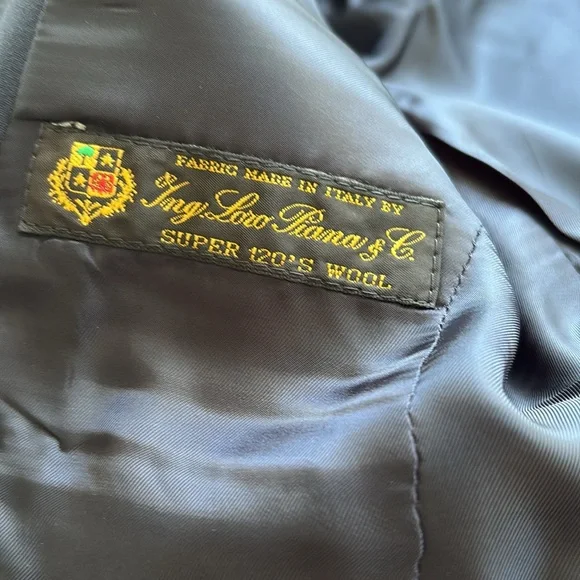 FABRIC MADE IN ITALY BY
Ing. Loro Piana & C.
SUPER 120'S WOOL